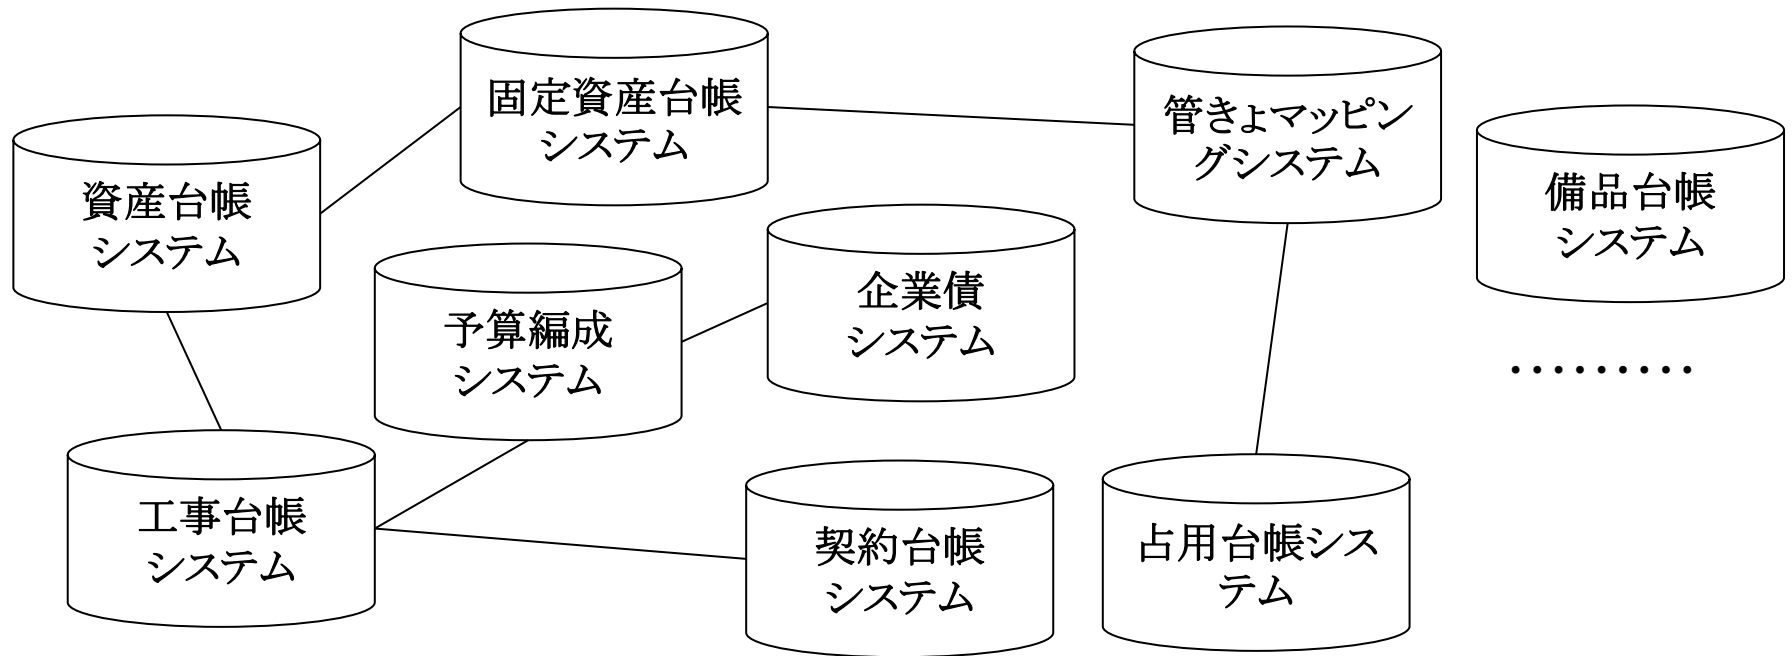 固定資産台帳
システム
管きょマッピン
グシステム
資産台帳
システム
備品台帳
システム
予算編成
システム
企業債
システム
………
工事台帳
システム
契約台帳
システム
占用台帳シス
テム